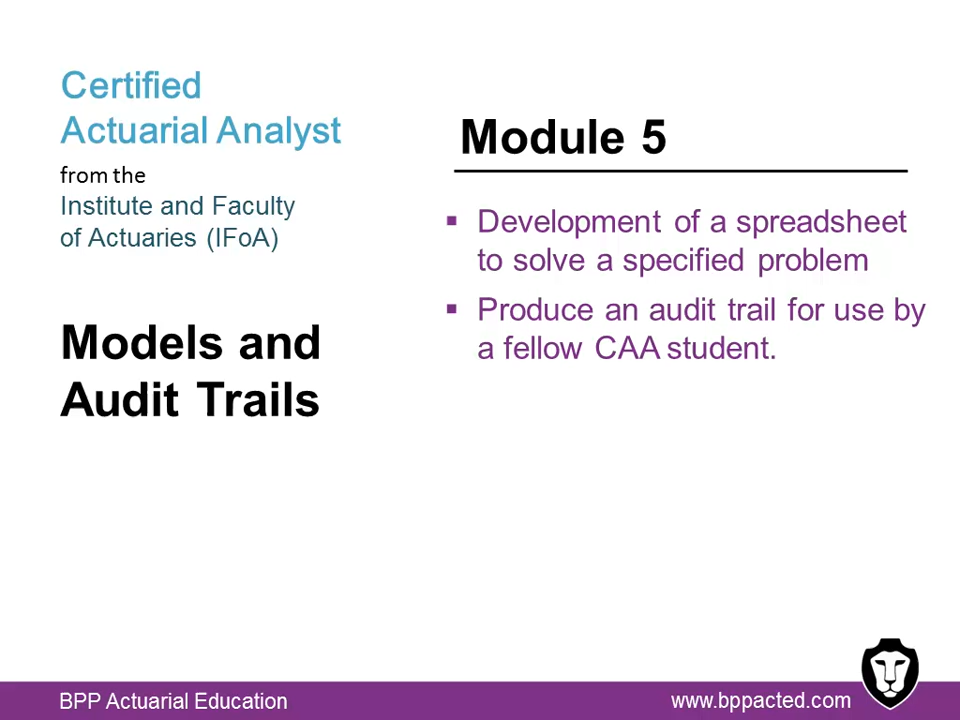 Certified
Actuarial Analyst
from the
Institute and Faculty
of Actuaries (IFoA)
Models and
Audit Trails
Module 5
▪ Development of a spreadsheet
to solve a specified problem
▪ Produce an audit trail for use by
a fellow CAA student.
BPP Actuarial Education
www.bppacted.com